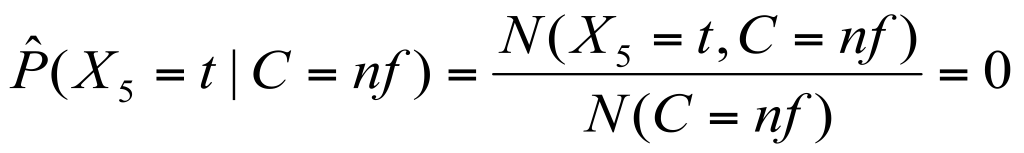 P̂(X₅ = t | C = nf) = N(X₅ = t, C = nf) / N(C = nf) = 0